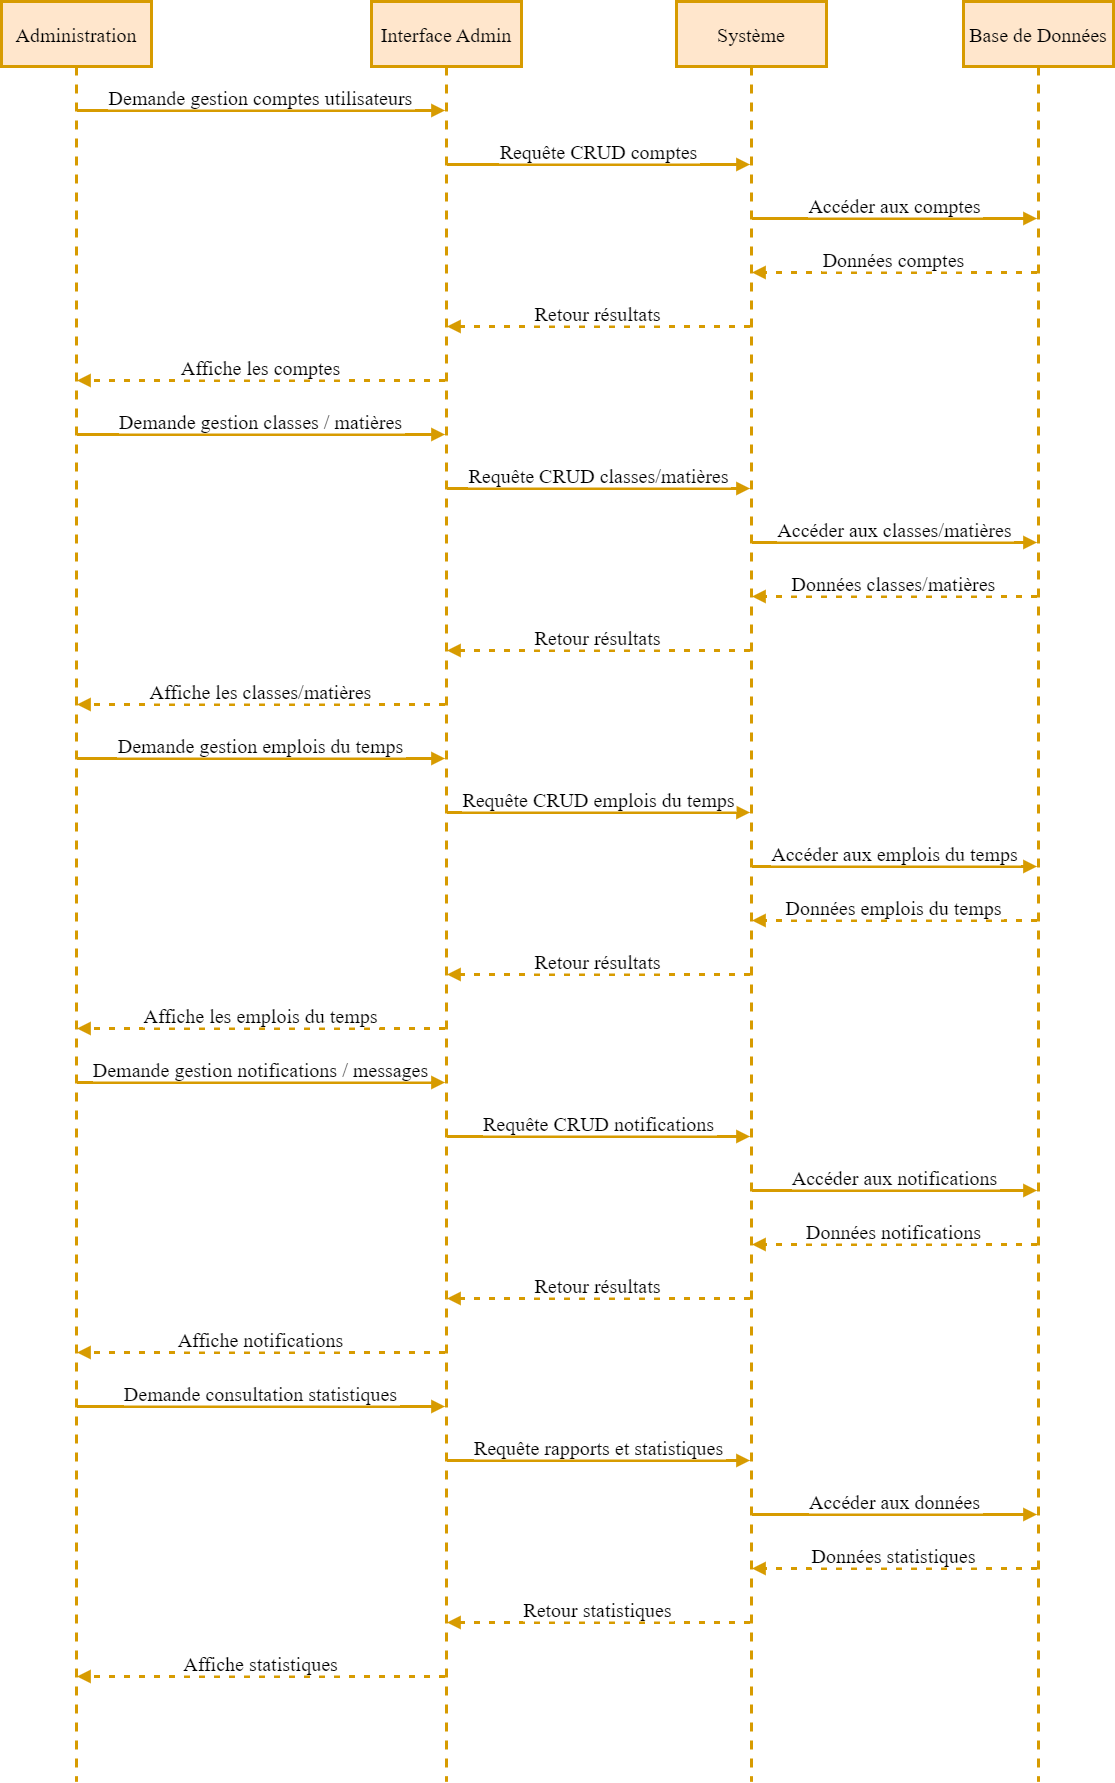 Administration
Interface Admin
Système
Base de Données
Demande gestion comptes utilisateurs
Requête CRUD comptes
Accéder aux comptes
Données comptes
Retour résultats
Affiche les comptes
Demande gestion classes / matières
Requête CRUD classes/matières
Accéder aux classes/matières
Données classes/matières
Retour résultats
Affiche les classes/matières
Demande gestion emplois du temps
Requête CRUD emplois du temps
Accéder aux emplois du temps
Données emplois du temps
Retour résultats
Affiche les emplois du temps
Demande gestion notifications / messages
Requête CRUD notifications
Accéder aux notifications
Données notifications
Retour résultats
Affiche notifications
Demande consultation statistiques
Requête rapports et statistiques
Accéder aux données
Données statistiques
Retour statistiques
Affiche statistiques